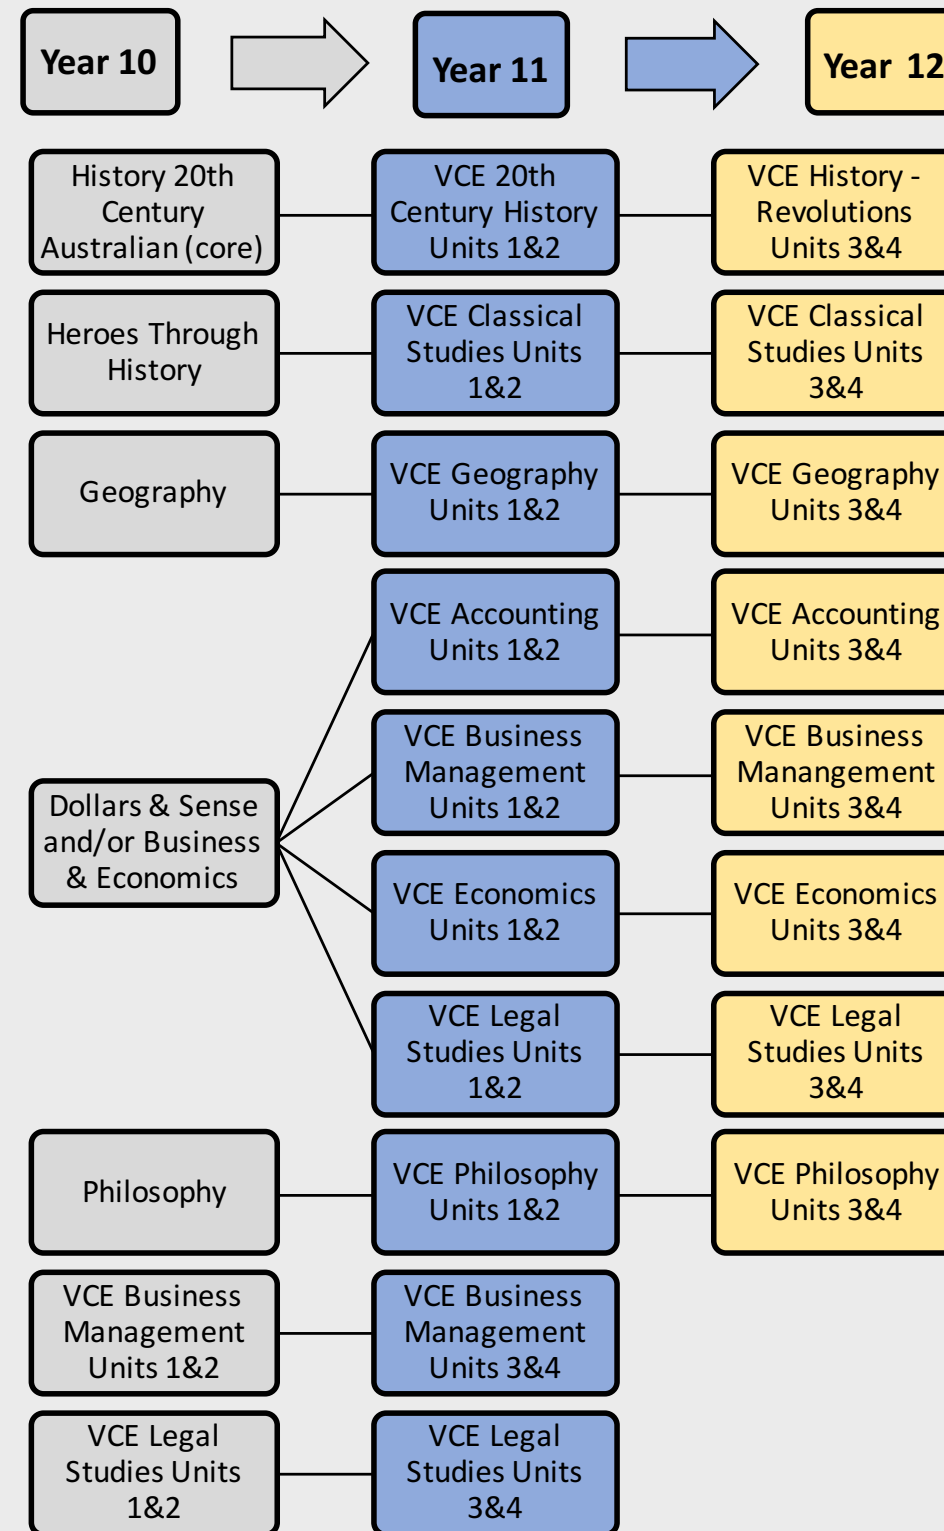 Year 10
Year 11
Year 12
History 20th
Century
Australian (core)
VCE 20th
Century History
Units 1&2
VCE History -
Revolutions
Units 3&4
Heroes Through
History
VCE Classical
Studies Units
1&2
VCE Classical
Studies Units
3&4
Geography
VCE Geography
Units 1&2
VCE Geography
Units 3&4
Dollars & Sense
and/or Business
& Economics
VCE Accounting
Units 1&2
VCE Accounting
Units 3&4
VCE Business
Management
Units 1&2
VCE Business
Manangement
Units 3&4
VCE Economics
Units 1&2
VCE Economics
Units 3&4
VCE Legal
Studies Units
1&2
VCE Legal
Studies Units
3&4
Philosophy
VCE Philosophy
Units 1&2
VCE Philosophy
Units 3&4
VCE Business
Management
Units 1&2
VCE Business
Management
Units 3&4
VCE Legal
Studies Units
1&2
VCE Legal
Studies Units
3&4